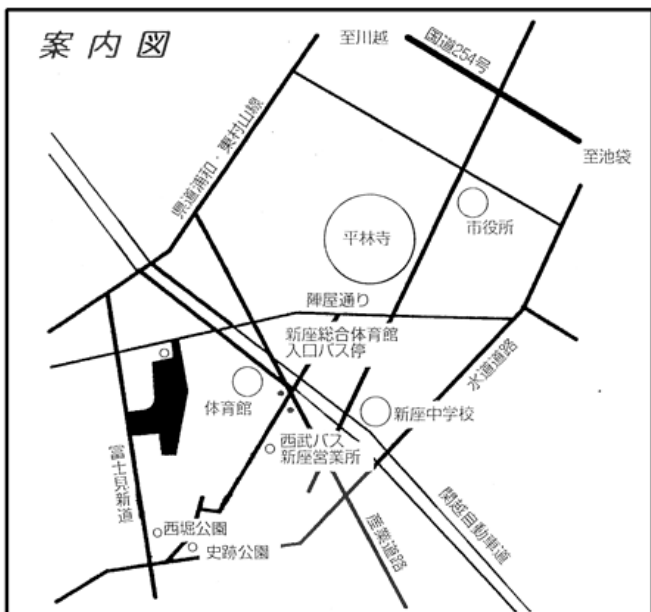 案内図
至川越
国道254号
至池袋
県道浦和・東村山線
市役所
平林寺
陣屋通り
新座総合体育館
入口バス停
水道道路
体育館
新座中学校
西武バス
新座営業所
富士見新道
関越自動車道
産業道路
西堀公園
史跡公園